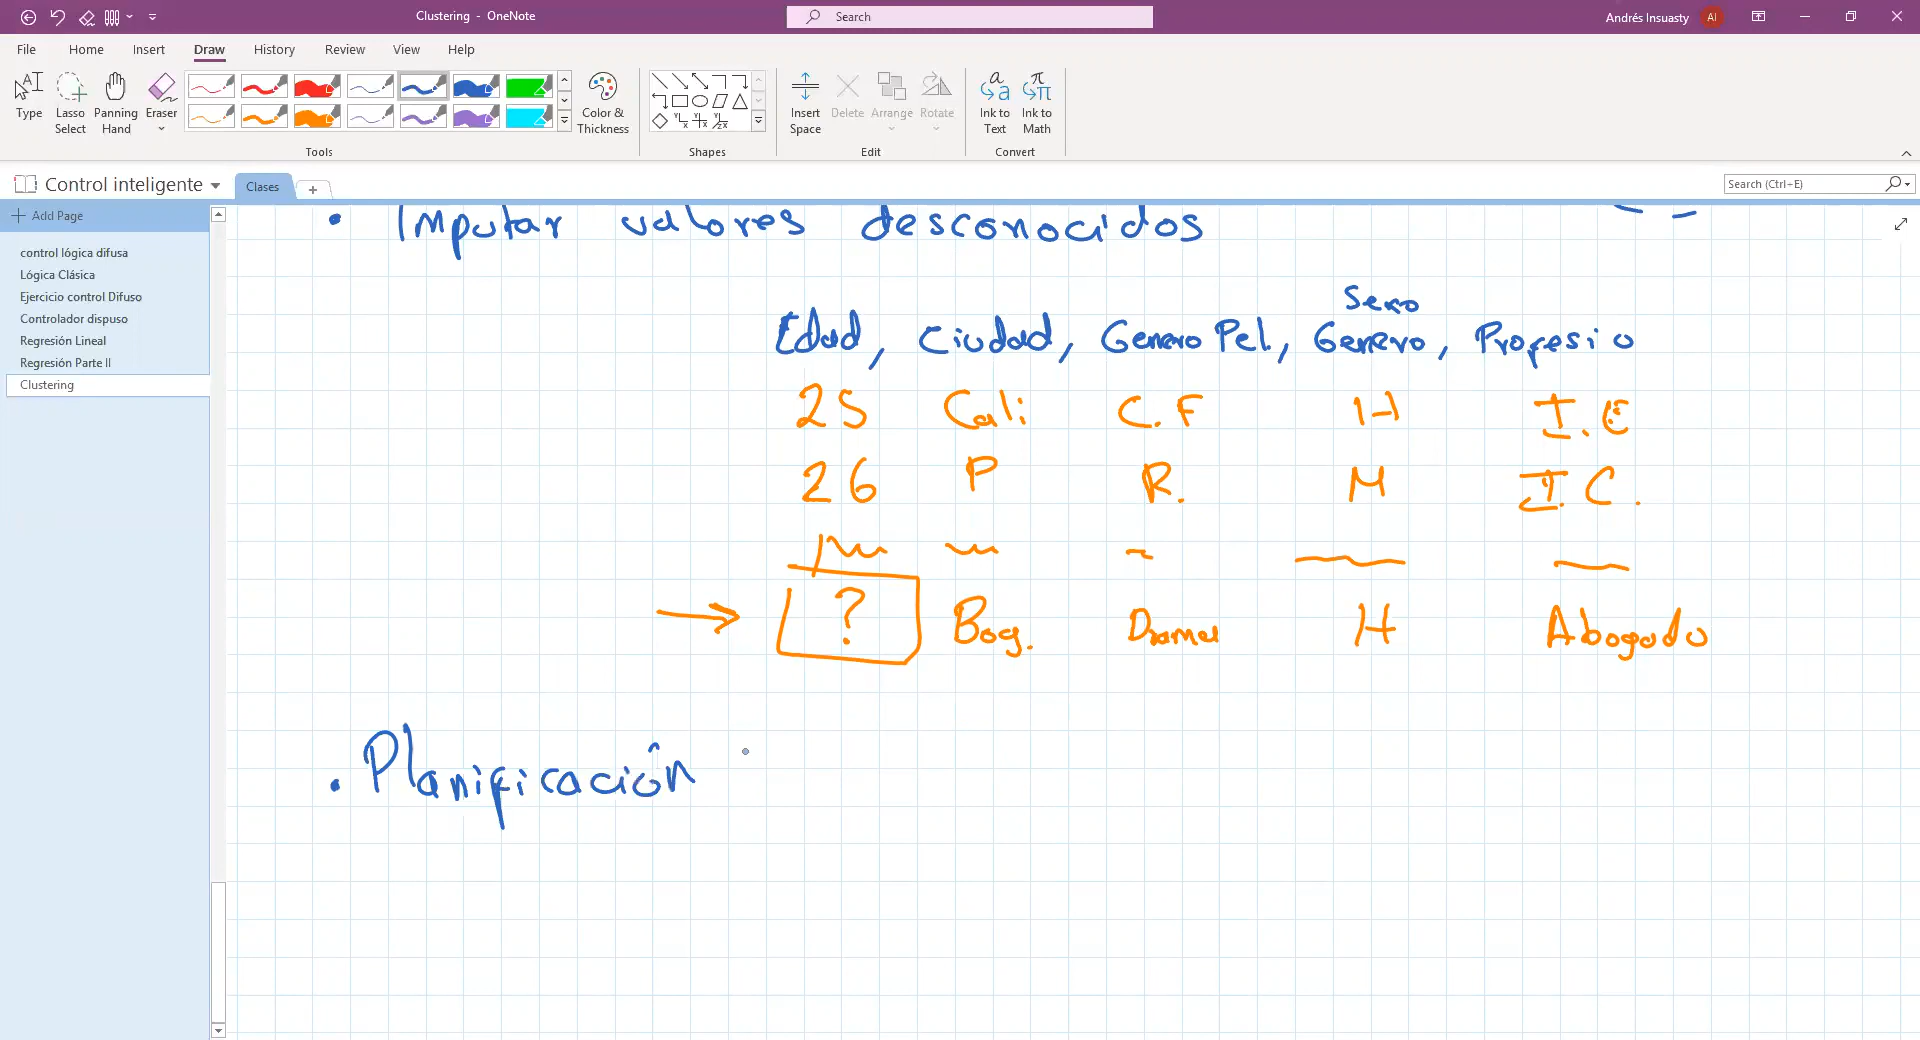 Clustering - OneNote
Search
Andrés Insuasty
AI
File Home Insert Draw History Review View Help
Type
Lasso Select
Panning Hand
Eraser
Color & Thickness
Insert Space
Delete
Arrange
Rotate
Ink to Text
Ink to Math
Tools
Shapes
Edit
Convert
Control inteligente
Clases
Search (Ctrl+E)
Add Page
control lógica difusa
Lógica Clásica
Ejercicio control Difuso
Controlador dispuso
Regresión Lineal
Regresión Parte II
Clustering
• Imputar valores desconocidos
Sexo
Edad, Ciudad, Genero Pel., Genero, Profesio
25 Cali C.F H I.E
26 P R. M I.C.
? Bog. Drama H Abogado
• Planificación